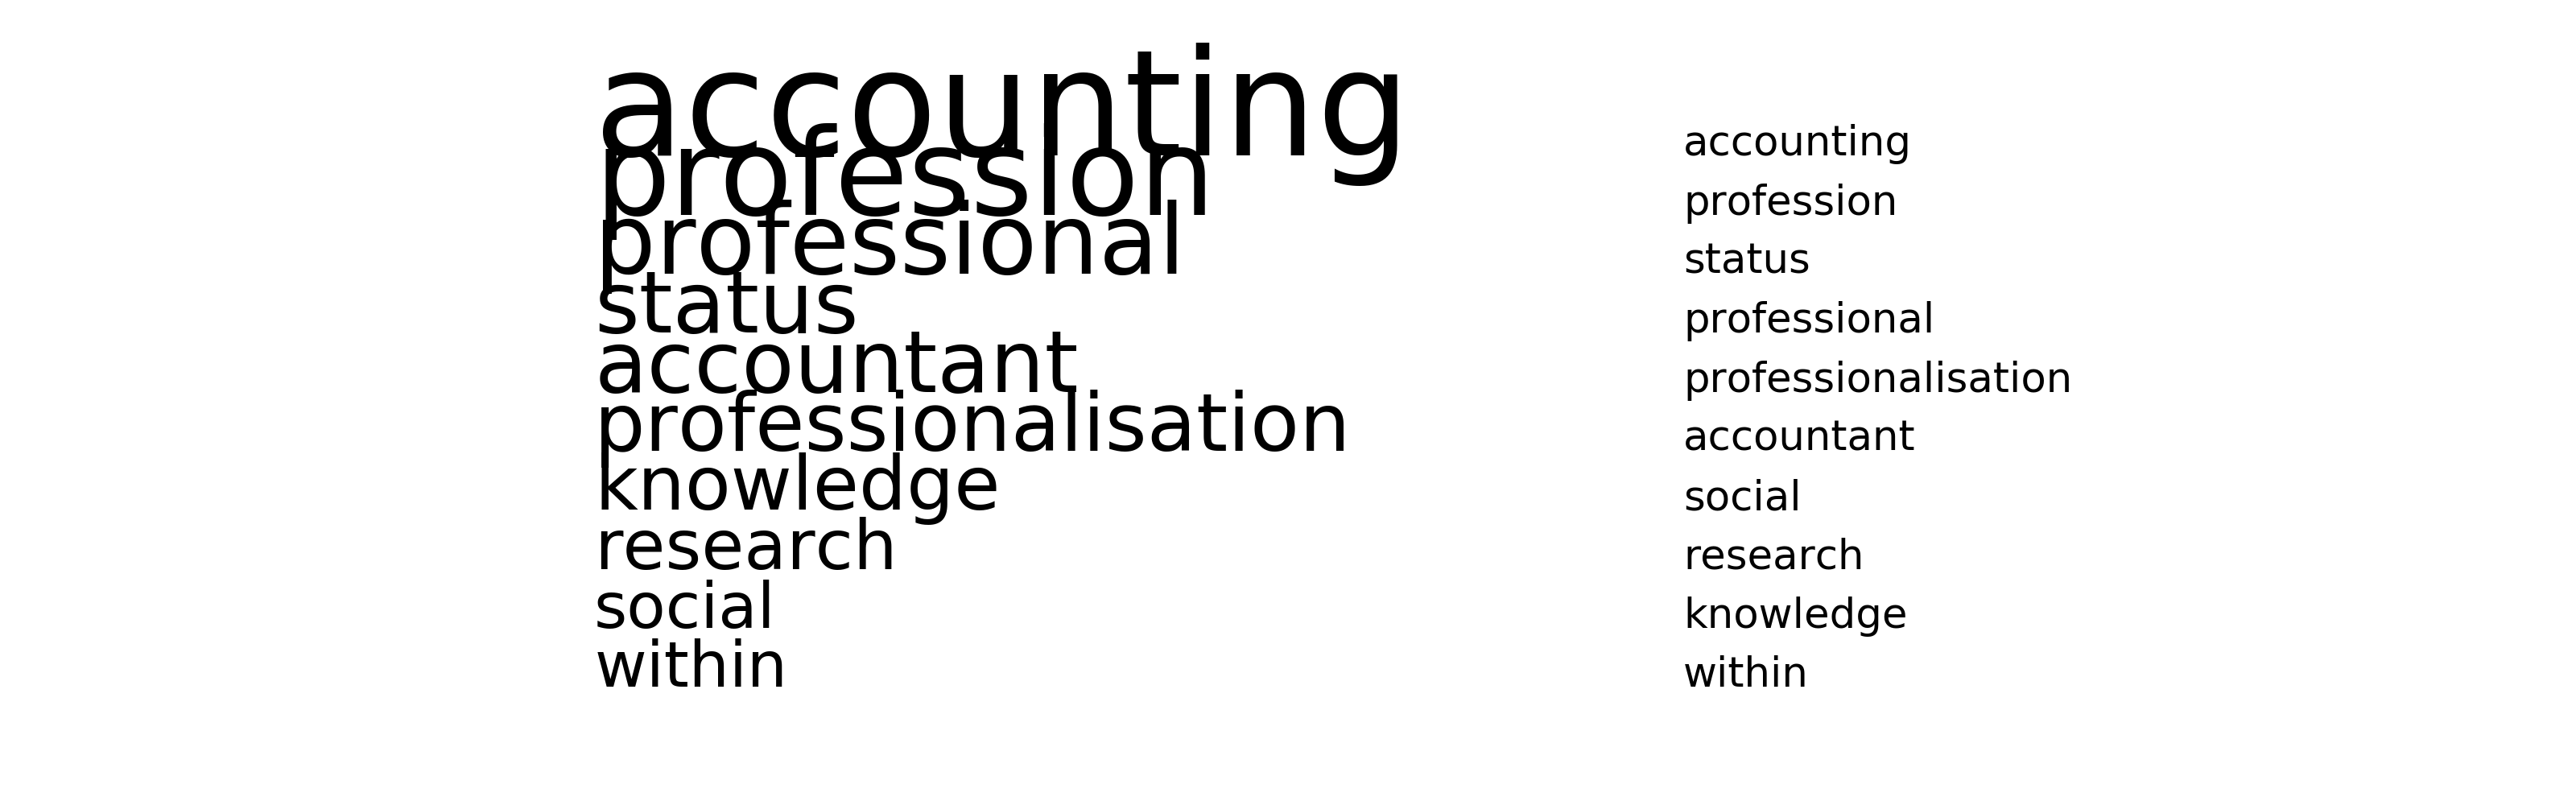 accounting
profession
professional
status
accountant
professionalisation
knowledge
research
social
within
accounting
profession
status
professional
professionalisation
accountant
social
research
knowledge
within